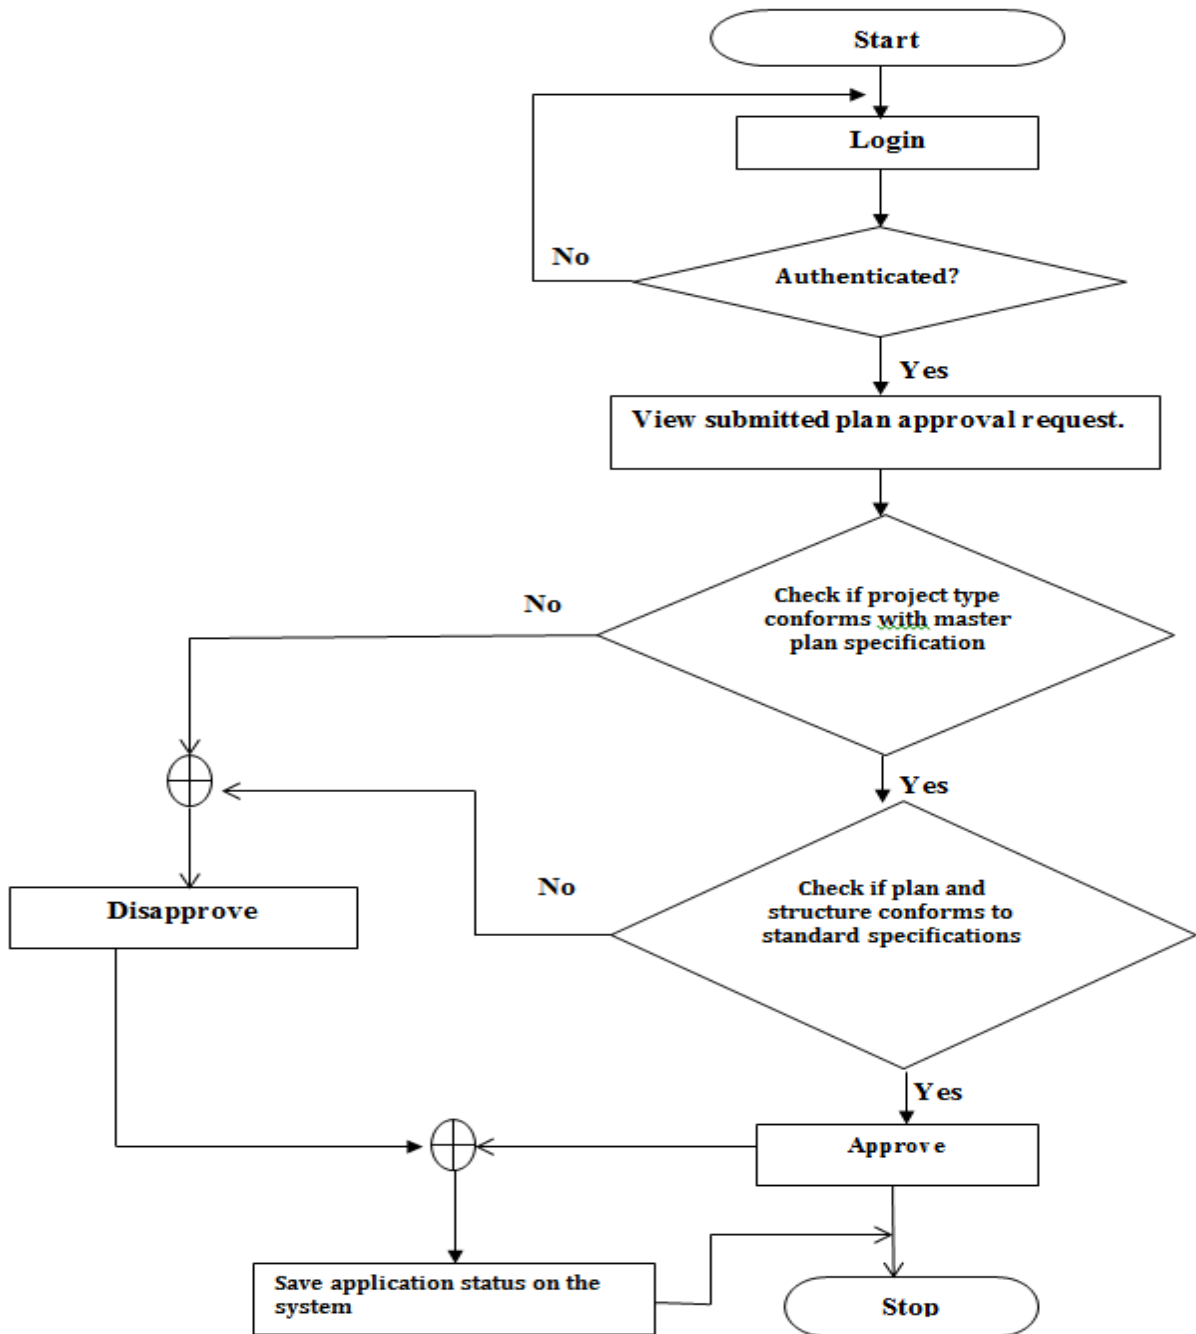 Start
Login
No
Authenticated?
Yes
View submitted plan approval request.
No
Check if project type
conforms with master
plan specification
Yes
No
Check if plan and
structure conforms to
standard specifications
Disapprove
Yes
Approve
Save application status on the
system
Stop